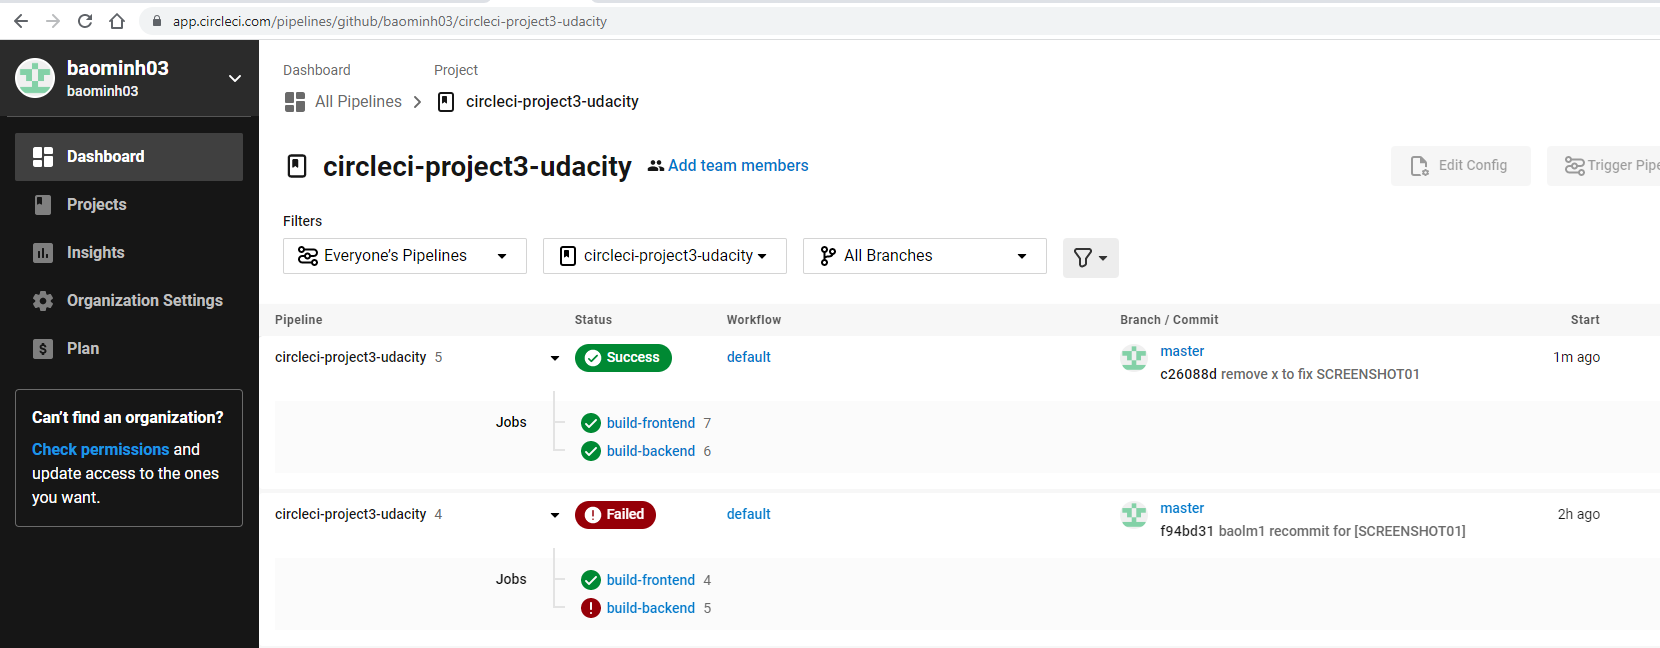 app.circleci.com/pipelines/github/baominh03/circleci-project3-udacity
baominh03
baominh03
Dashboard
Projects
Insights
Organization Settings
Plan
Can't find an organization?
Check permissions and
update access to the ones
you want.
Dashboard Project
All Pipelines circleci-project3-udacity
circleci-project3-udacity Add team members Edit Config Trigger Pipe
Filters
Everyone's Pipelines circleci-project3-udacity All Branches
Pipeline Status Workflow Branch / Commit Start
circleci-project3-udacity 5 Success default master 1m ago
c26088d remove x to fix SCREENSHOT01
Jobs build-frontend 7
build-backend 6
circleci-project3-udacity 4 Failed default master 2h ago
f94bd31 baolm1 recommit for [SCREENSHOT01]
Jobs build-frontend 4
build-backend 5